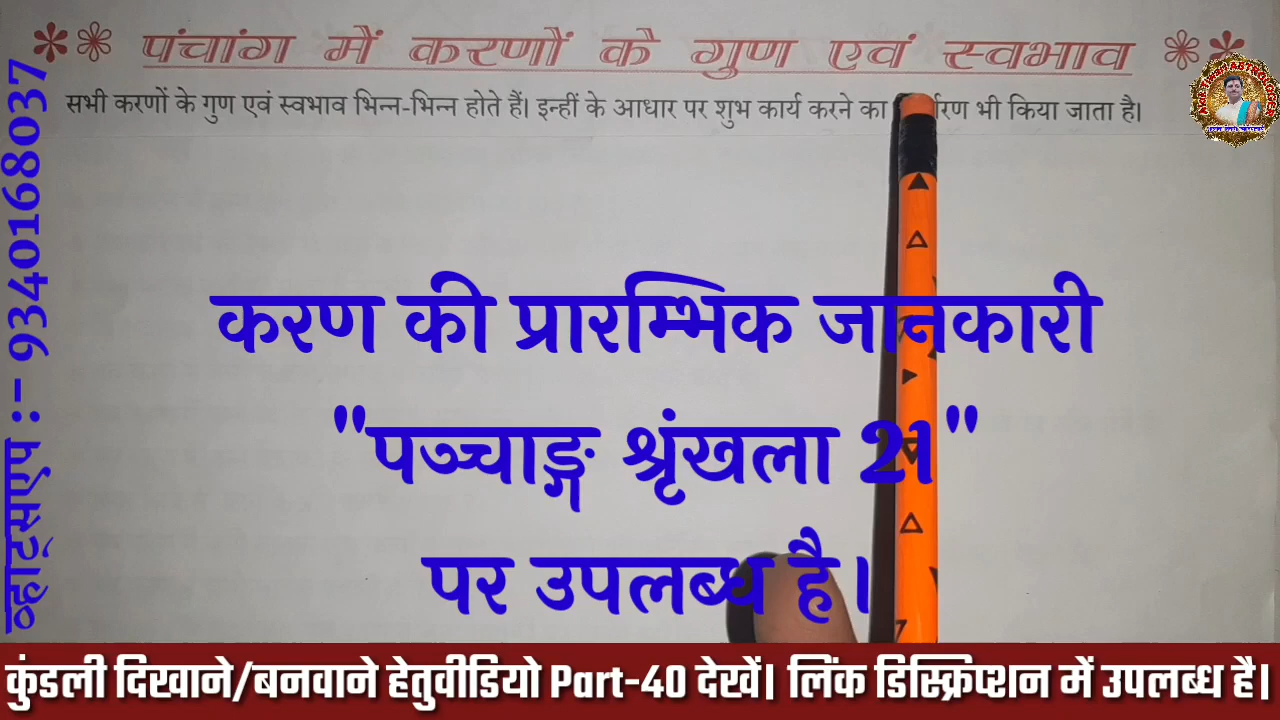 पंचांग में करणों के गुण एवं स्वभाव
सभी करणों के गुण एवं स्वभाव भिन्न-भिन्न होते हैं। इन्हीं के आधार पर शुभ कार्य करने का भी किया जाता है।
व्हाट्सएप :- 9340168037
करण की प्रारम्भिक जानकारी
"पञ्चाङ्ग श्रृंखला 21"
पर उपलब्ध है।
कुंडली दिखाने/बनवाने हेतुवीडियो Part-40 देखें। लिंक डिस्क्रिप्शन में उपलब्ध है।